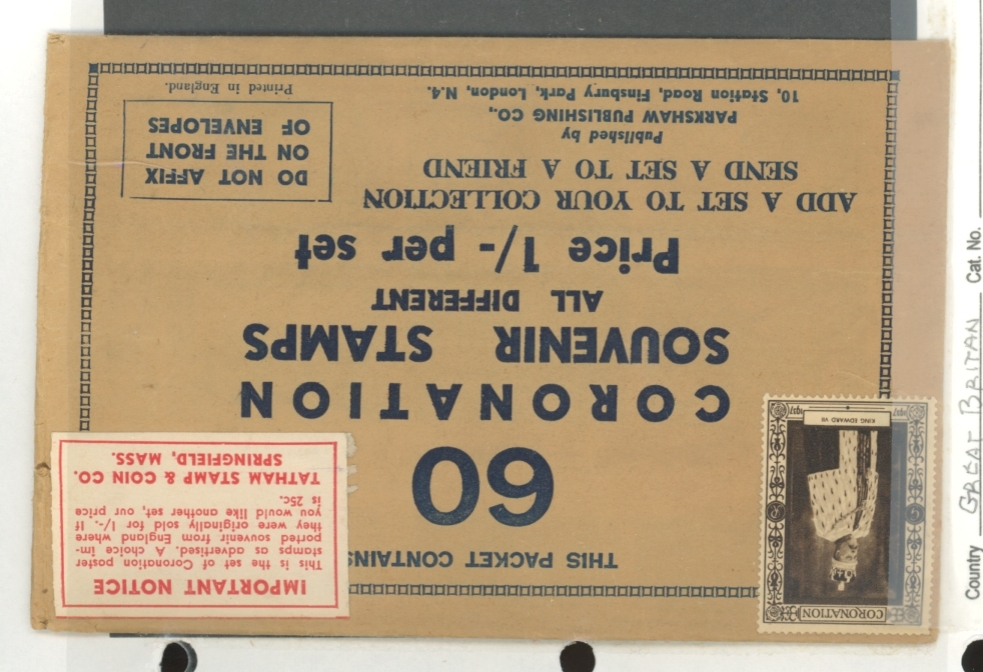 THIS PACKET CONTAINS
60
CORONATION
SOUVENIR STAMPS
ALL DIFFERENT
Price 1/- per set
ADD A SET TO YOUR COLLECTION
SEND A SET TO A FRIEND
Published by
PARKSHAW PUBLISHING CO.,
10, Station Road, Finsbury Park, London, N.4.
DO NOT AFFIX
ON THE FRONT
OF ENVELOPES
Printed in England.
IMPORTANT NOTICE
This is the set of Coronation poster
stamps as advertised. A choice im-
ported souvenir from England where
they were originally sold for 1/-. If
you would like another set, our price
is 25c.
TATHAM STAMP & COIN CO.
SPRINGFIELD, MASS.
CORONATION
1937
KING EDWARD VII
1937
Country GREAT BRITAN Cat. No.